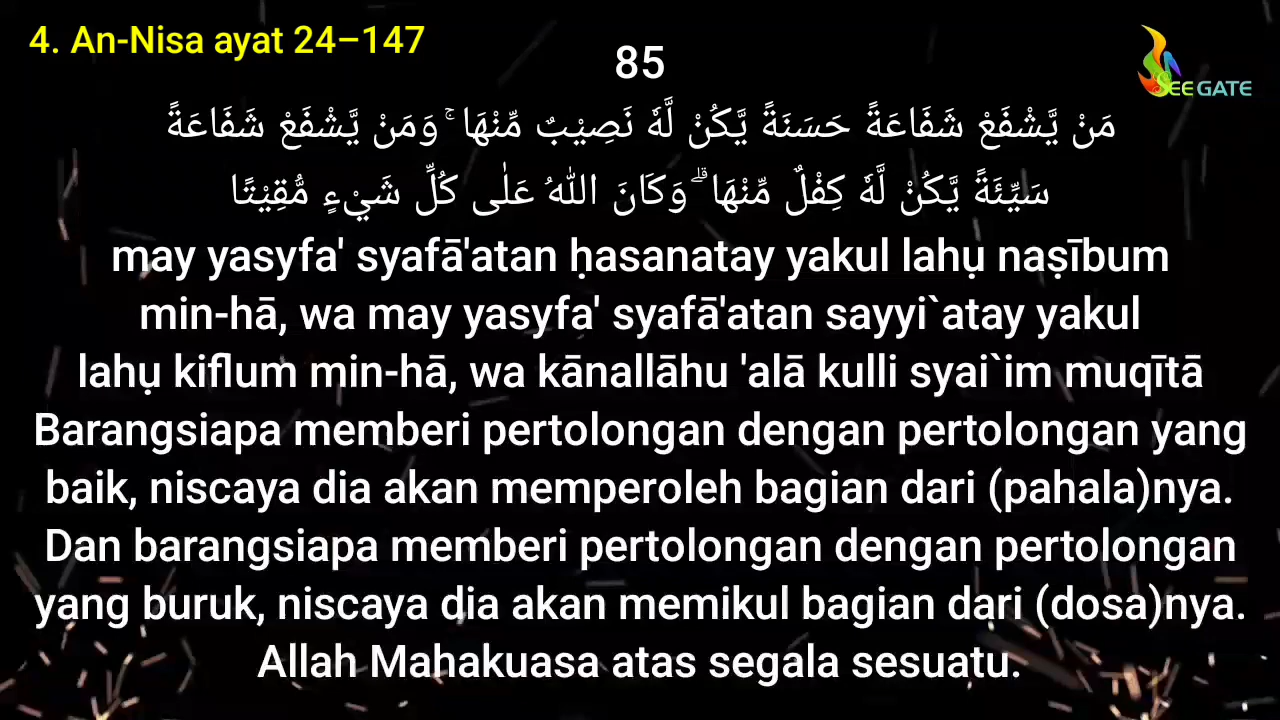 4. An-Nisa ayat 24–147
SEE GATE
85
مَنْ يَّشْفَعْ شَفَاعَةً حَسَنَةً يَّكُنْ لَّهٗ نَصِيْبٌ مِّنْهَا ۚ وَمَنْ يَّشْفَعْ شَفَاعَةً
سَيِّئَةً يَّكُنْ لَّهٗ كِفْلٌ مِّنْهَا ۗ وَكَانَ اللّٰهُ عَلٰى كُلِّ شَيْءٍ مُّقِيْتًا
may yasyfa' syafā'atan ḥasanatay yakul lahụ naṣībum
min-hā, wa may yasyfa' syafā'atan sayyi`atay yakul
lahụ kiflum min-hā, wa kānallāhu 'alā kulli syai`im muqītā
Barangsiapa memberi pertolongan dengan pertolongan yang
baik, niscaya dia akan memperoleh bagian dari (pahala)nya.
Dan barangsiapa memberi pertolongan dengan pertolongan
yang buruk, niscaya dia akan memikul bagian dari (dosa)nya.
Allah Mahakuasa atas segala sesuatu.